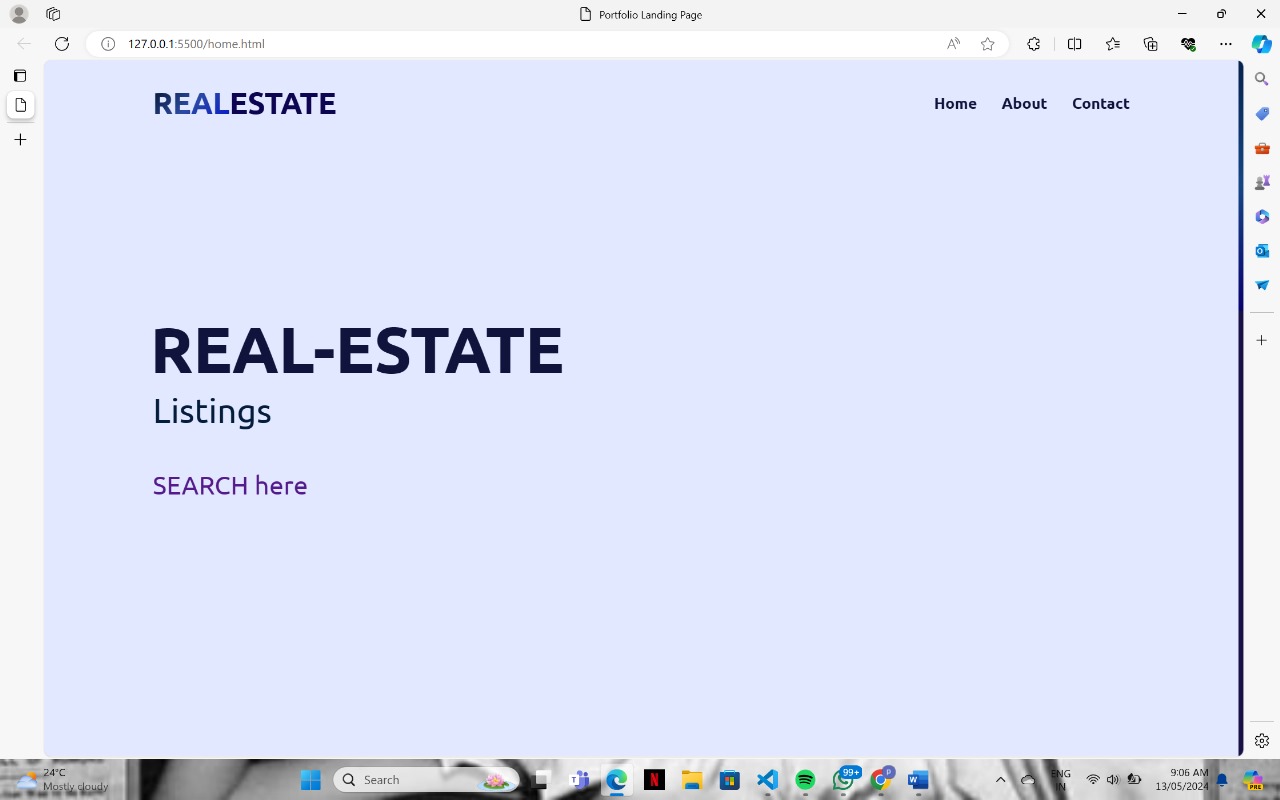 Portfolio Landing Page
127.0.0.1:5500/home.html
REALESTATE
Home About Contact
REAL-ESTATE
Listings
SEARCH here
24°C
Mostly cloudy
Search
99+
P
PRE
ENG
IN
9:06 AM
13/05/2024